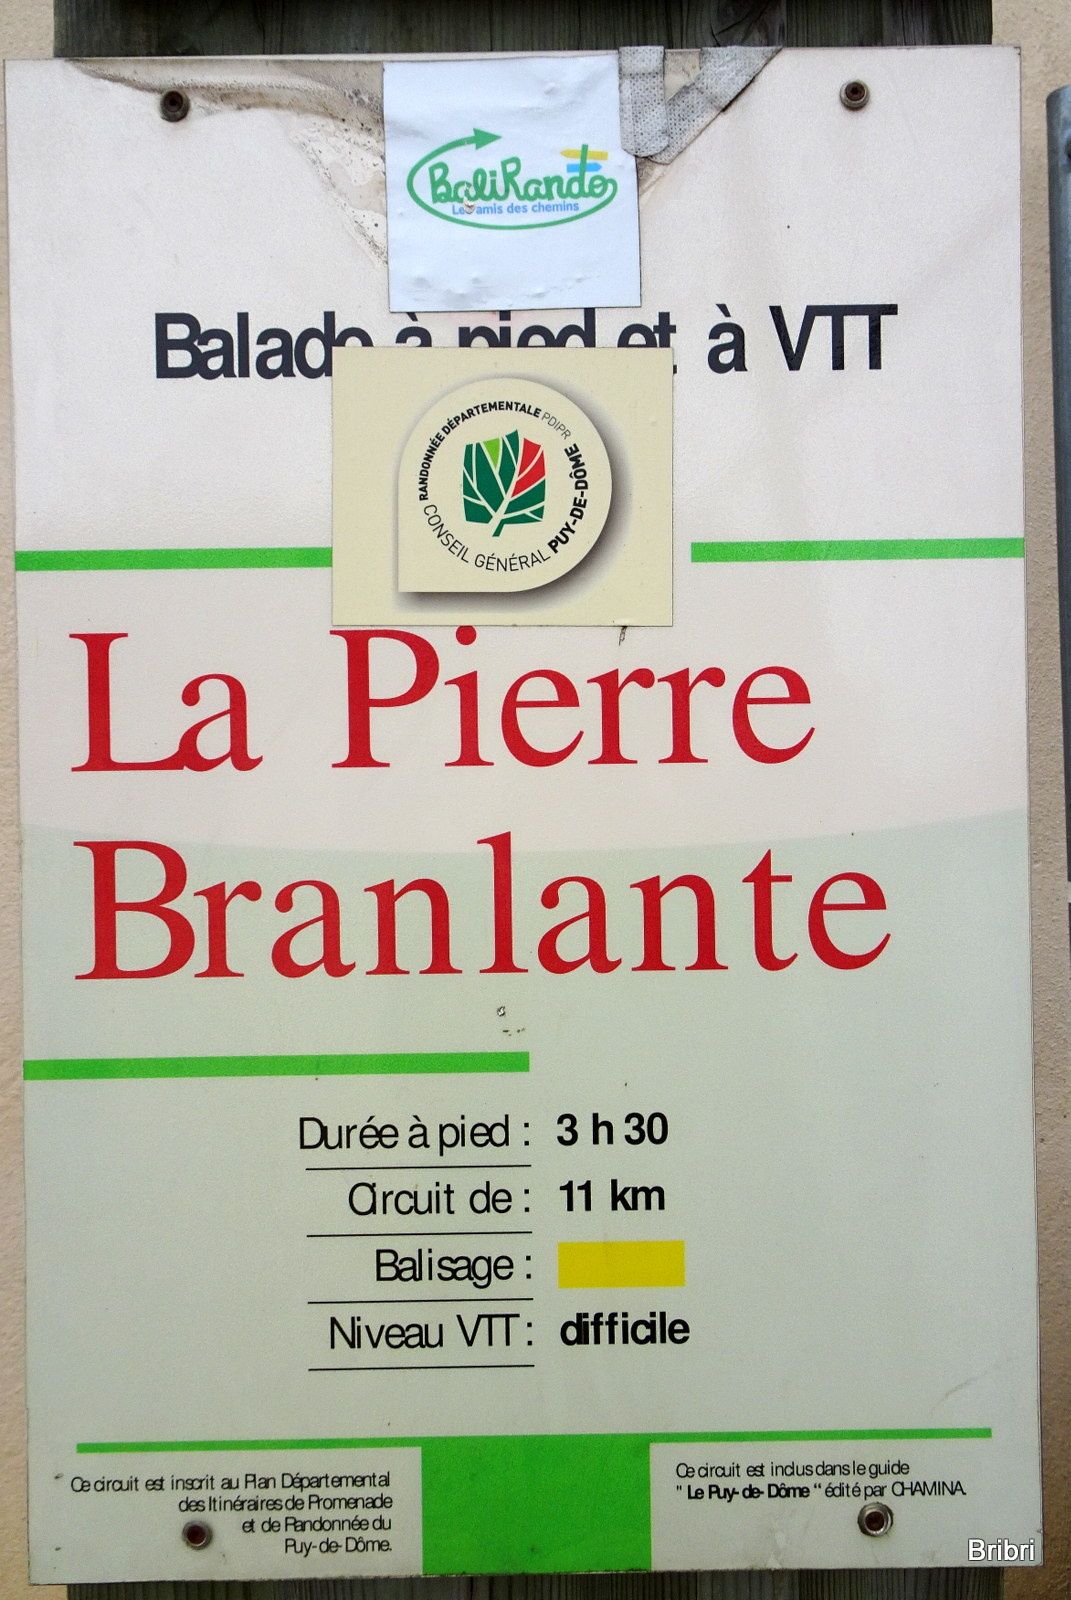 BaliRando
Les amis des chemins
Balade à pied et à VTT
RANDONNÉE DÉPARTEMENTALE PDIPR
CONSEIL GÉNÉRAL PUY-DE-DÔME
La Pierre
Branlante
Durée à pied : 3 h 30
Circuit de : 11 km
Balisage :
Niveau VTT : difficile
Ce circuit est inscrit au Plan Départemental
des Itinéraires de Promenade
et de Randonnée du
Puy-de-Dôme.
Ce circuit est inclus dans le guide
" Le Puy-de-Dôme " édité par CHAMINA.
Bribri